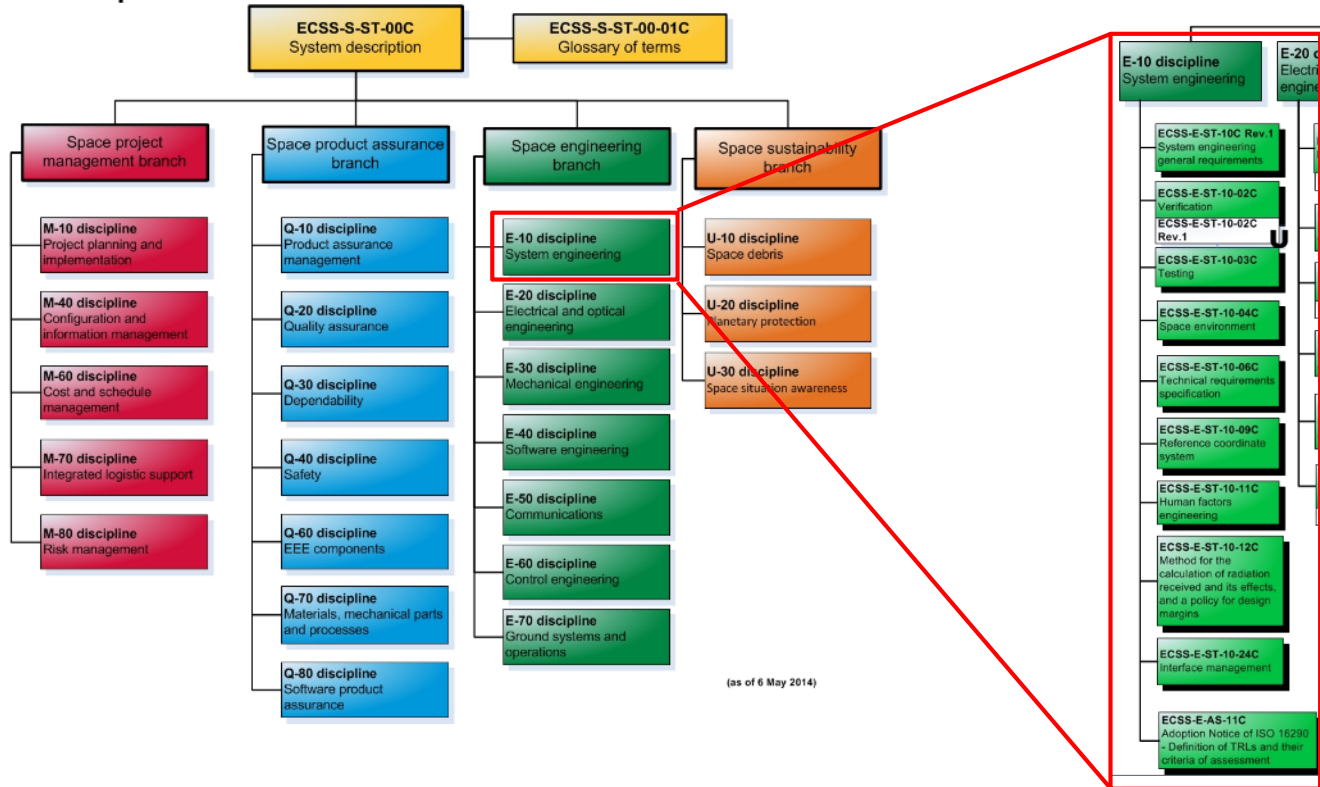 ECSS-S-ST-00C
System description
ECSS-S-ST-00-01C
Glossary of terms
Space project
management branch
M-10 discipline
Project planning and
implementation
M-40 discipline
Configuration and
information management
M-60 discipline
Cost and schedule
management
M-70 discipline
Integrated logistic support
M-80 discipline
Risk management
Space product assurance
branch
Q-10 discipline
Product assurance
management
Q-20 discipline
Quality assurance
Q-30 discipline
Dependability
Q-40 discipline
Safety
Q-60 discipline
EEE components
Q-70 discipline
Materials, mechanical parts
and processes
Q-80 discipline
Software product
assurance
Space engineering
branch
E-10 discipline
System engineering
E-20 discipline
Electrical and optical
engineering
E-30 discipline
Mechanical engineering
E-40 discipline
Software engineering
E-50 discipline
Communications
E-60 discipline
Control engineering
E-70 discipline
Ground systems and
operations
Space sustainability
branch
U-10 discipline
Space debris
U-20 discipline
Planetary protection
U-30 discipline
Space situation awareness
(as of 6 May 2014)
E-10 discipline
System engineering
ECSS-E-ST-10C Rev.1
System engineering
general requirements
ECSS-E-ST-10-02C
Verification
ECSS-E-ST-10-02C
Rev.1
U
ECSS-E-ST-10-03C
Testing
ECSS-E-ST-10-04C
Space environment
ECSS-E-ST-10-06C
Technical requirements
specification
ECSS-E-ST-10-09C
Reference coordinate
system
ECSS-E-ST-10-11C
Human factors
engineering
ECSS-E-ST-10-12C
Method for the
calculation of radiation
received and its effects,
and a policy for design
margins
ECSS-E-ST-10-24C
Interface management
ECSS-E-AS-11C
Adoption Notice of ISO 16290
- Definition of TRLs and their
criteria of assessment
E-20